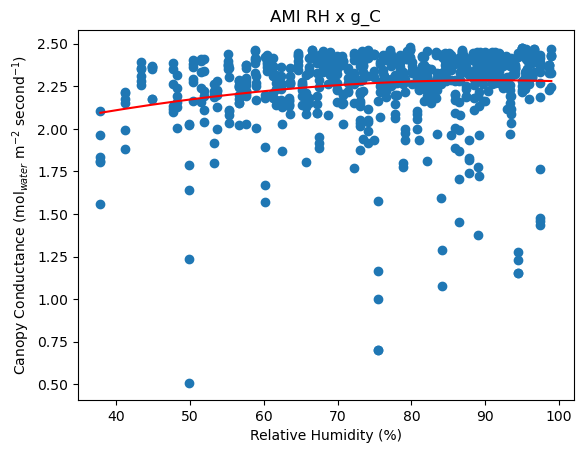 AMI RH x g_C
Canopy Conductance (mol_water m⁻² second⁻¹)
2.50
2.25
2.00
1.75
1.50
1.25
1.00
0.75
0.50
40 50 60 70 80 90 100
Relative Humidity (%)